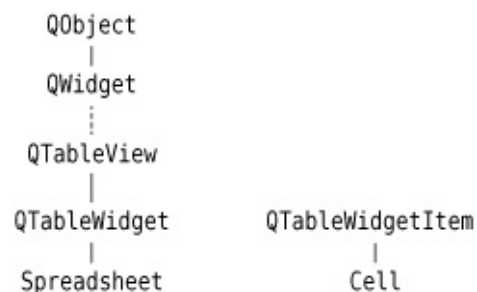 QObject
QWidget
QTableView
QTableWidget QTableWidgetItem
Spreadsheet Cell